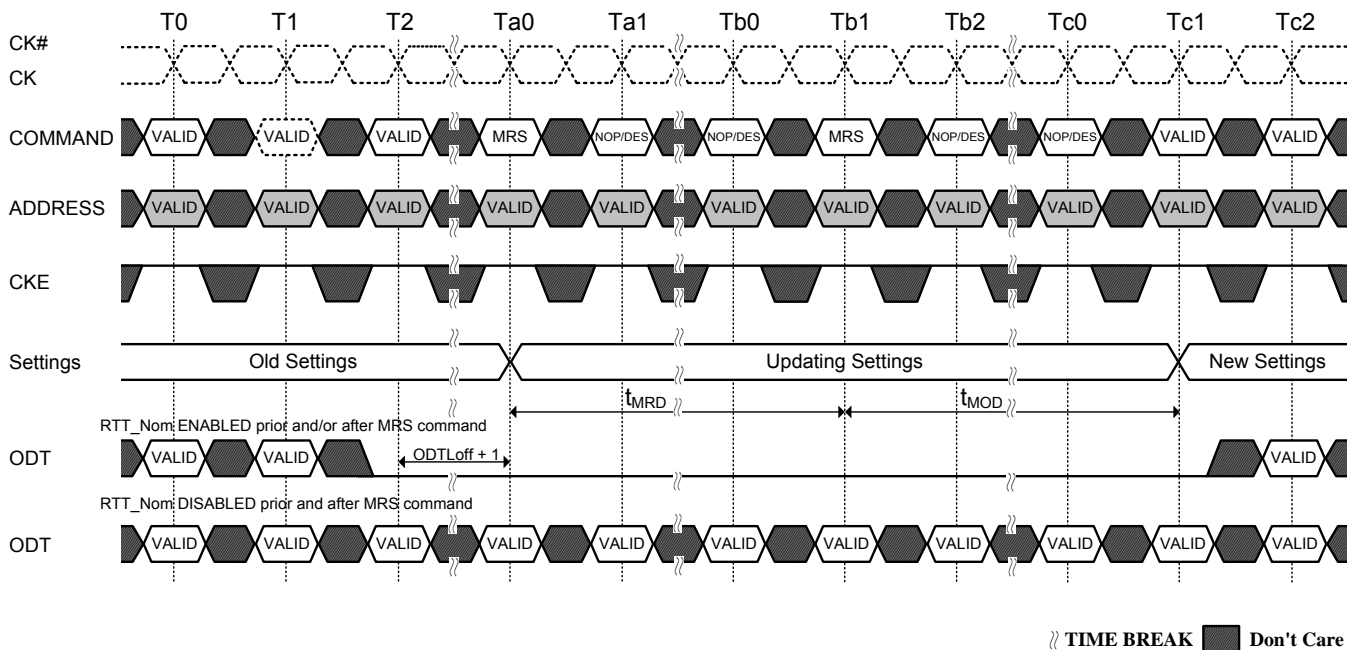 T0 T1 T2 Ta0 Ta1 Tb0 Tb1 Tb2 Tc0 Tc1 Tc2
CK#
CK
COMMAND VALID VALID VALID MRS NOP/DES NOP/DES MRS NOP/DES NOP/DES VALID VALID
ADDRESS VALID VALID VALID VALID VALID VALID VALID VALID VALID VALID VALID
CKE
Settings Old Settings Updating Settings New Settings
tMRD tMOD
RTT_Nom ENABLED prior and/or after MRS command
ODT VALID VALID ODTLoff + 1 VALID
RTT_Nom DISABLED prior and after MRS command
ODT VALID VALID VALID VALID VALID VALID VALID VALID VALID VALID VALID
TIME BREAK Don't Care